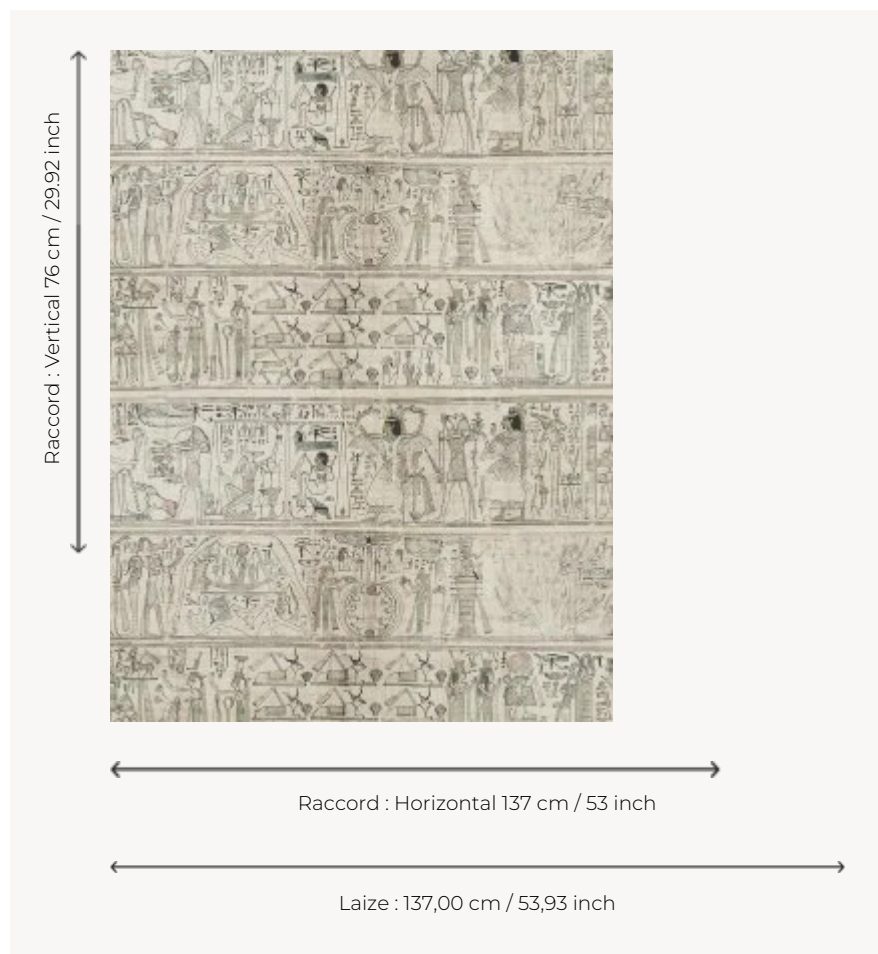 Raccord : Vertical 76 cm / 29.92 inch
Raccord : Horizontal 137 cm / 53 inch
Laize : 137,00 cm / 53,93 inch